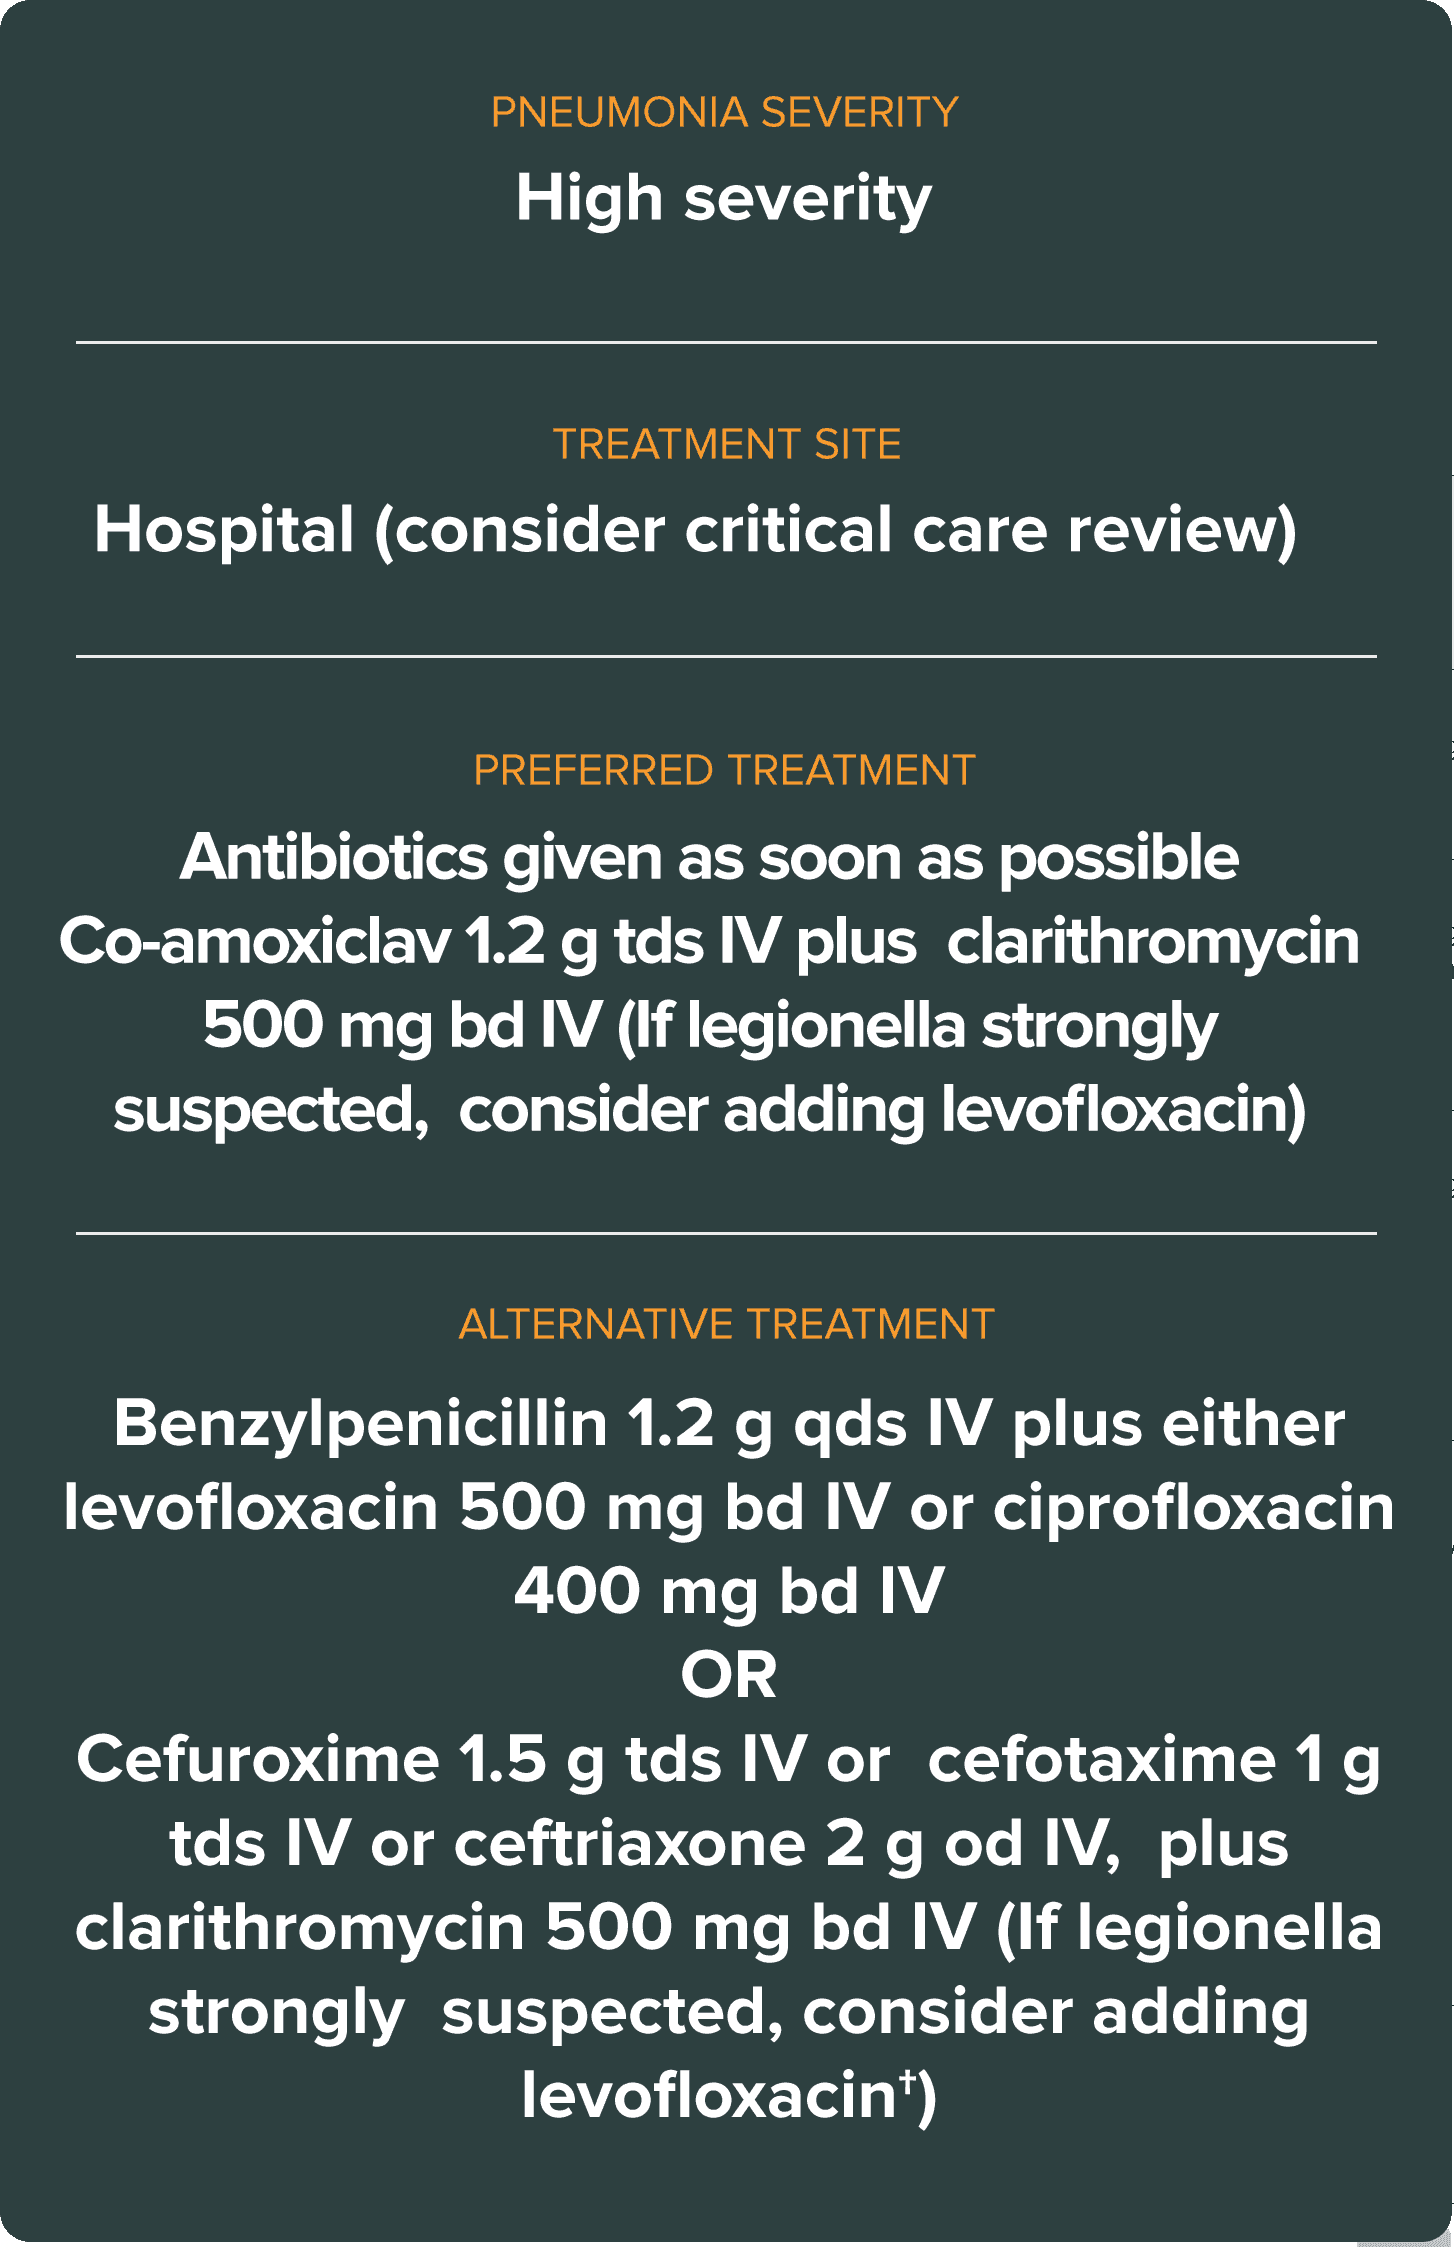 PNEUMONIA SEVERITY
High severity
TREATMENT SITE
Hospital (consider critical care review)
PREFERRED TREATMENT
Antibiotics given as soon as possible
Co-amoxiclav 1.2 g tds IV plus  clarithromycin
500 mg bd IV (If legionella strongly
suspected,  consider adding levofloxacin)
ALTERNATIVE TREATMENT
Benzylpenicillin 1.2 g qds IV plus either
levofloxacin 500 mg bd IV or ciprofloxacin
400 mg bd IV
OR
Cefuroxime 1.5 g tds IV or  cefotaxime 1 g
tds IV or ceftriaxone 2 g od IV,  plus
clarithromycin 500 mg bd IV (If legionella
strongly  suspected, consider adding
levofloxacin†)